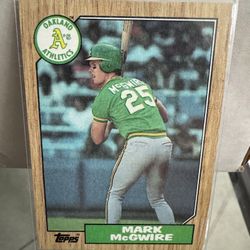 OAKLAND
A's
ATHLETICS
McGWIRE
25
Topps
MARK
McGWIRE